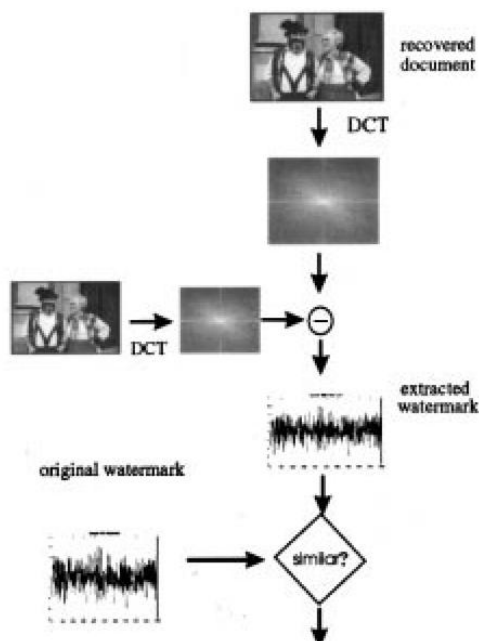 recovered
document
DCT
DCT
extracted
watermark
original watermark
similar?